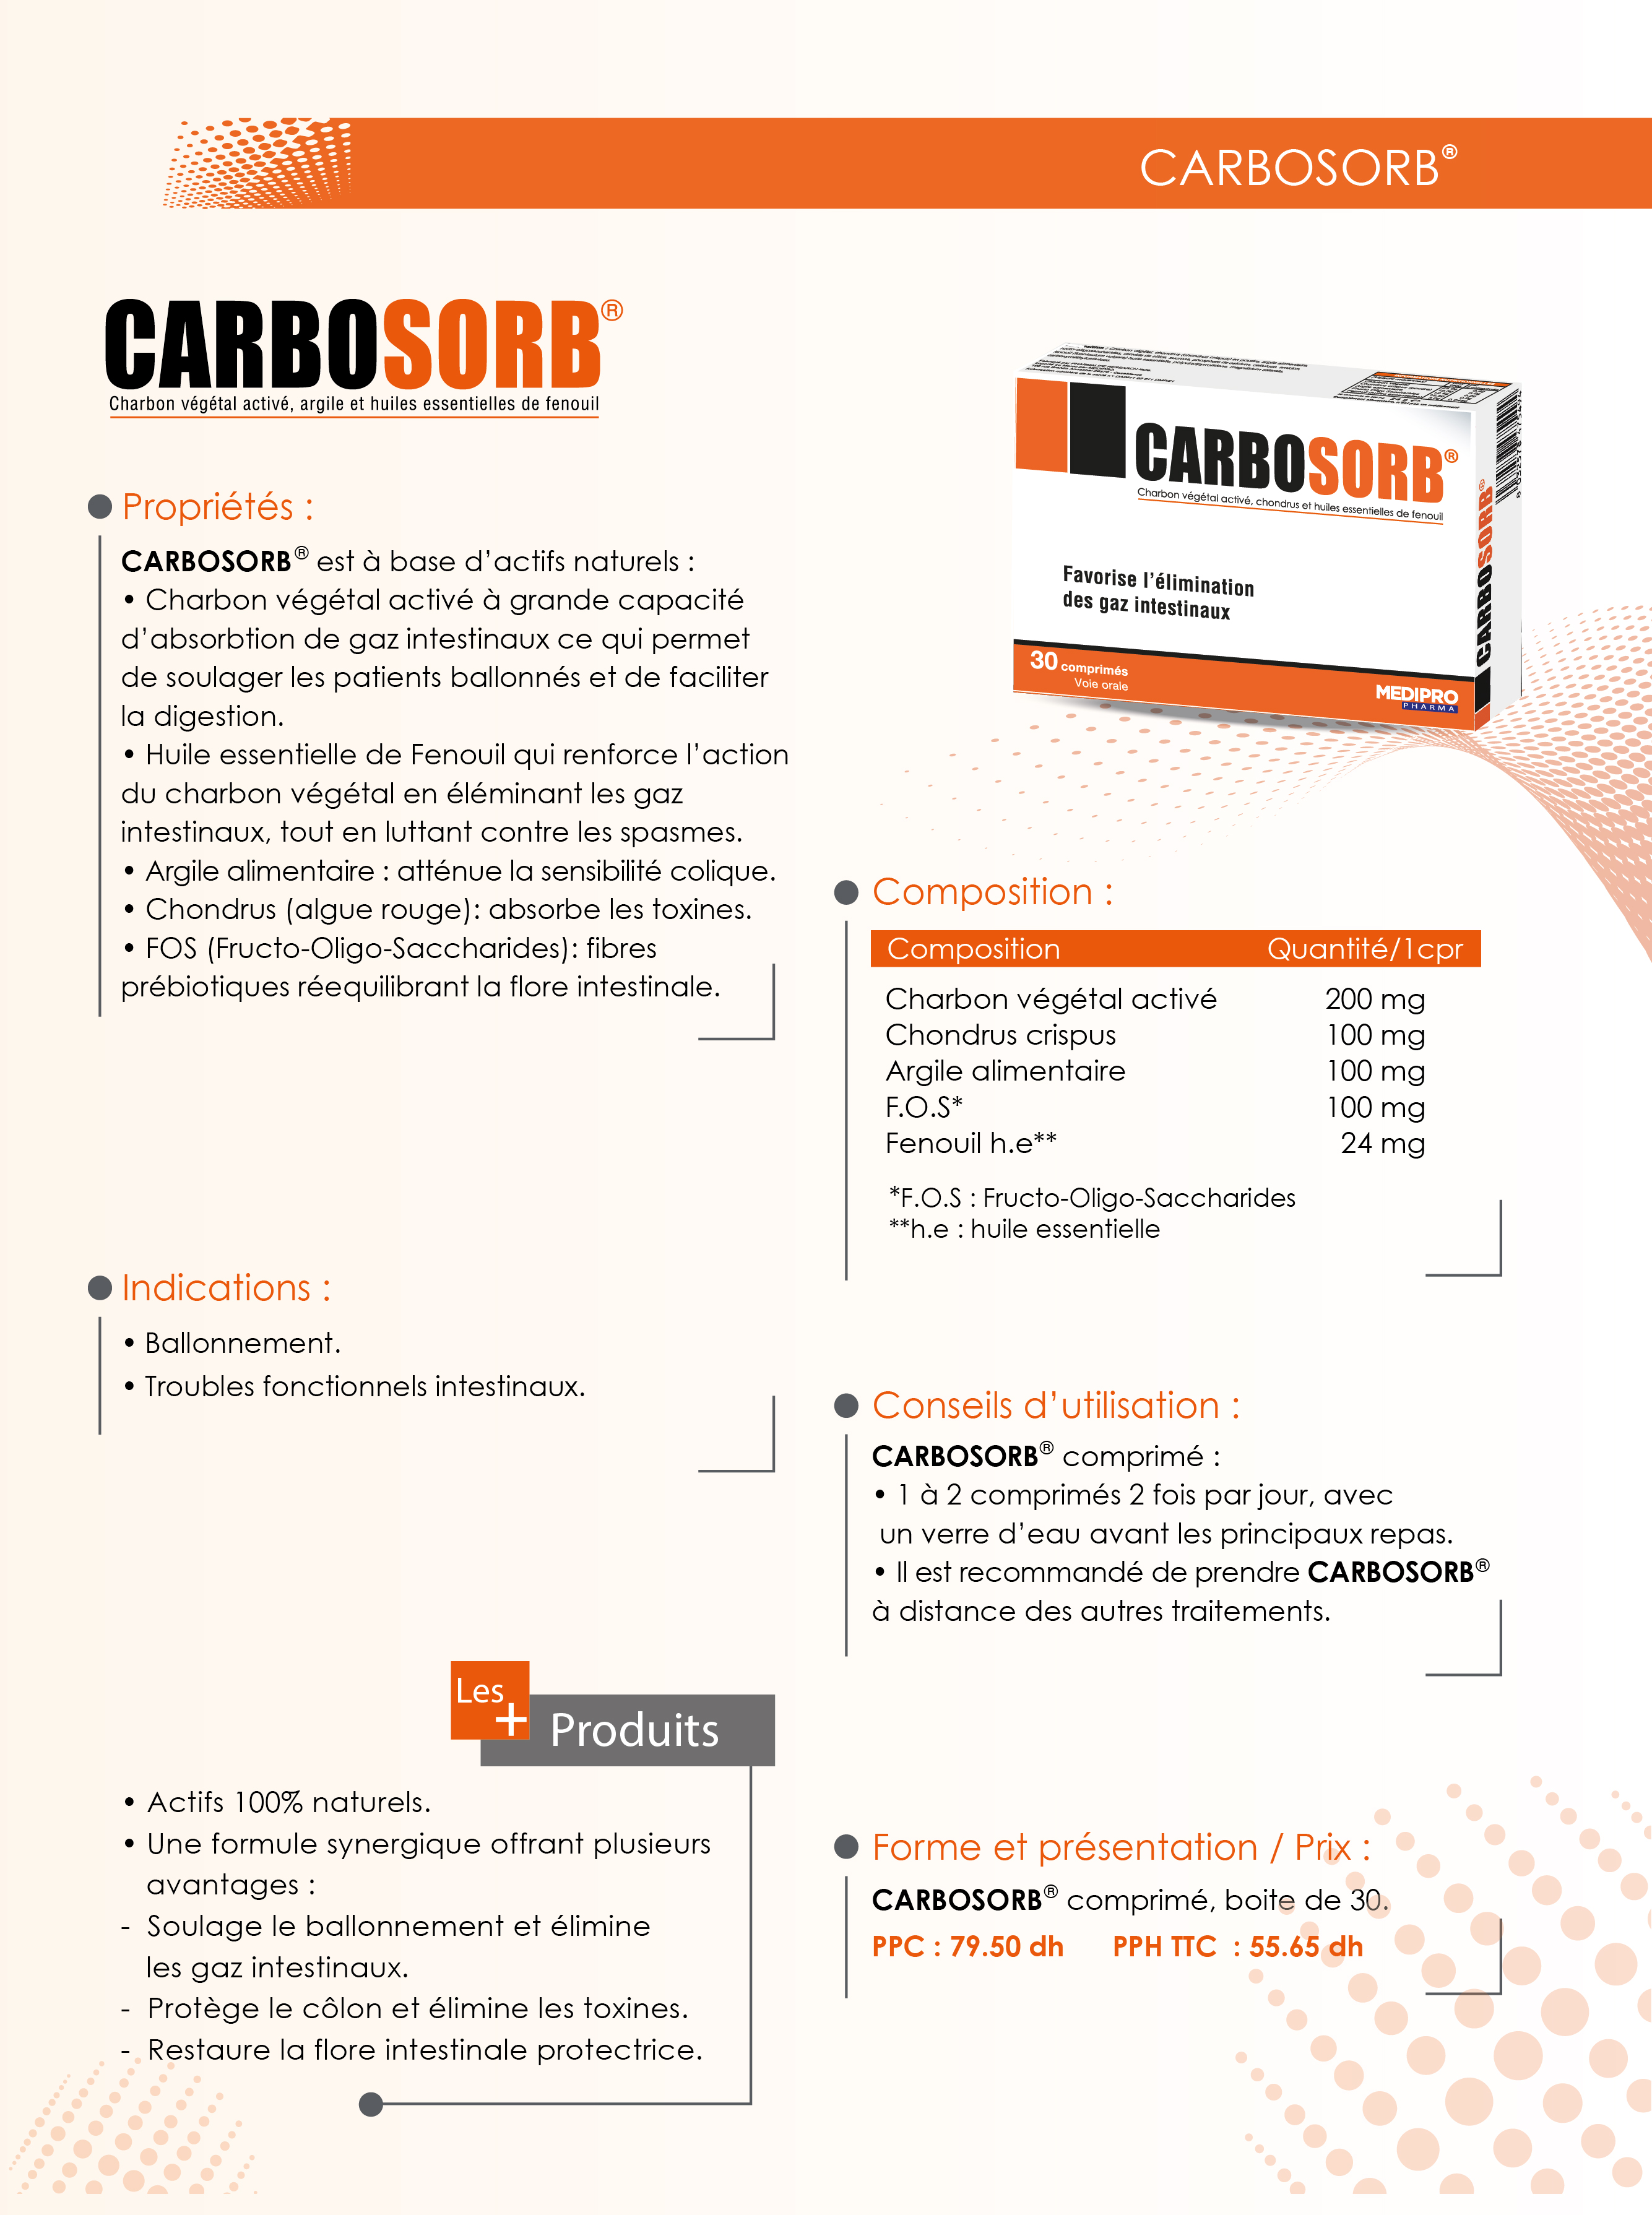 CARBOSORB®
CARBOSORB®
Charbon végétal activé, argile et huiles essentielles de fenouil
Propriétés :
CARBOSORB® est à base d’actifs naturels :
• Charbon végétal activé à grande capacité
d’absorbtion de gaz intestinaux ce qui permet
de soulager les patients ballonnés et de faciliter
la digestion.
• Huile essentielle de Fenouil qui renforce l’action
du charbon végétal en éléminant les gaz
intestinaux, tout en luttant contre les spasmes.
• Argile alimentaire : atténue la sensibilité colique.
• Chondrus (algue rouge): absorbe les toxines.
• FOS (Fructo-Oligo-Saccharides): fibres
prébiotiques réequilibrant la flore intestinale.
Indications :
• Ballonnement.
• Troubles fonctionnels intestinaux.
Les +
Produits
• Actifs 100% naturels.
• Une formule synergique offrant plusieurs
avantages :
- Soulage le ballonnement et élimine
les gaz intestinaux.
- Protège le côlon et élimine les toxines.
- Restaure la flore intestinale protectrice.
CARBOSORB®
Charbon végétal activé, chondrus et huiles essentielles de fenouil
Favorise l’élimination
des gaz intestinaux
30 comprimés
Voie orale
MEDIPRO
PHARMA
CARBOSORB®
Composition :
Composition Quantité/1cpr
Charbon végétal activé 200 mg
Chondrus crispus 100 mg
Argile alimentaire 100 mg
F.O.S* 100 mg
Fenouil h.e** 24 mg
*F.O.S : Fructo-Oligo-Saccharides
**h.e : huile essentielle
Conseils d’utilisation :
CARBOSORB® comprimé :
• 1 à 2 comprimés 2 fois par jour, avec
un verre d’eau avant les principaux repas.
• Il est recommandé de prendre CARBOSORB®
à distance des autres traitements.
Forme et présentation / Prix :
CARBOSORB® comprimé, boite de 30.
PPC : 79.50 dh PPH TTC : 55.65 dh